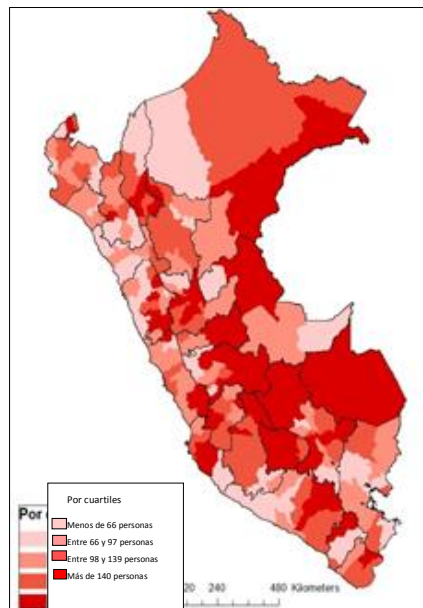 Por
Por cuartiles
Menos de 66 personas
Entre 66 y 97 personas
Entre 98 y 139 personas
Más de 140 personas
20 240 480 Kilometers